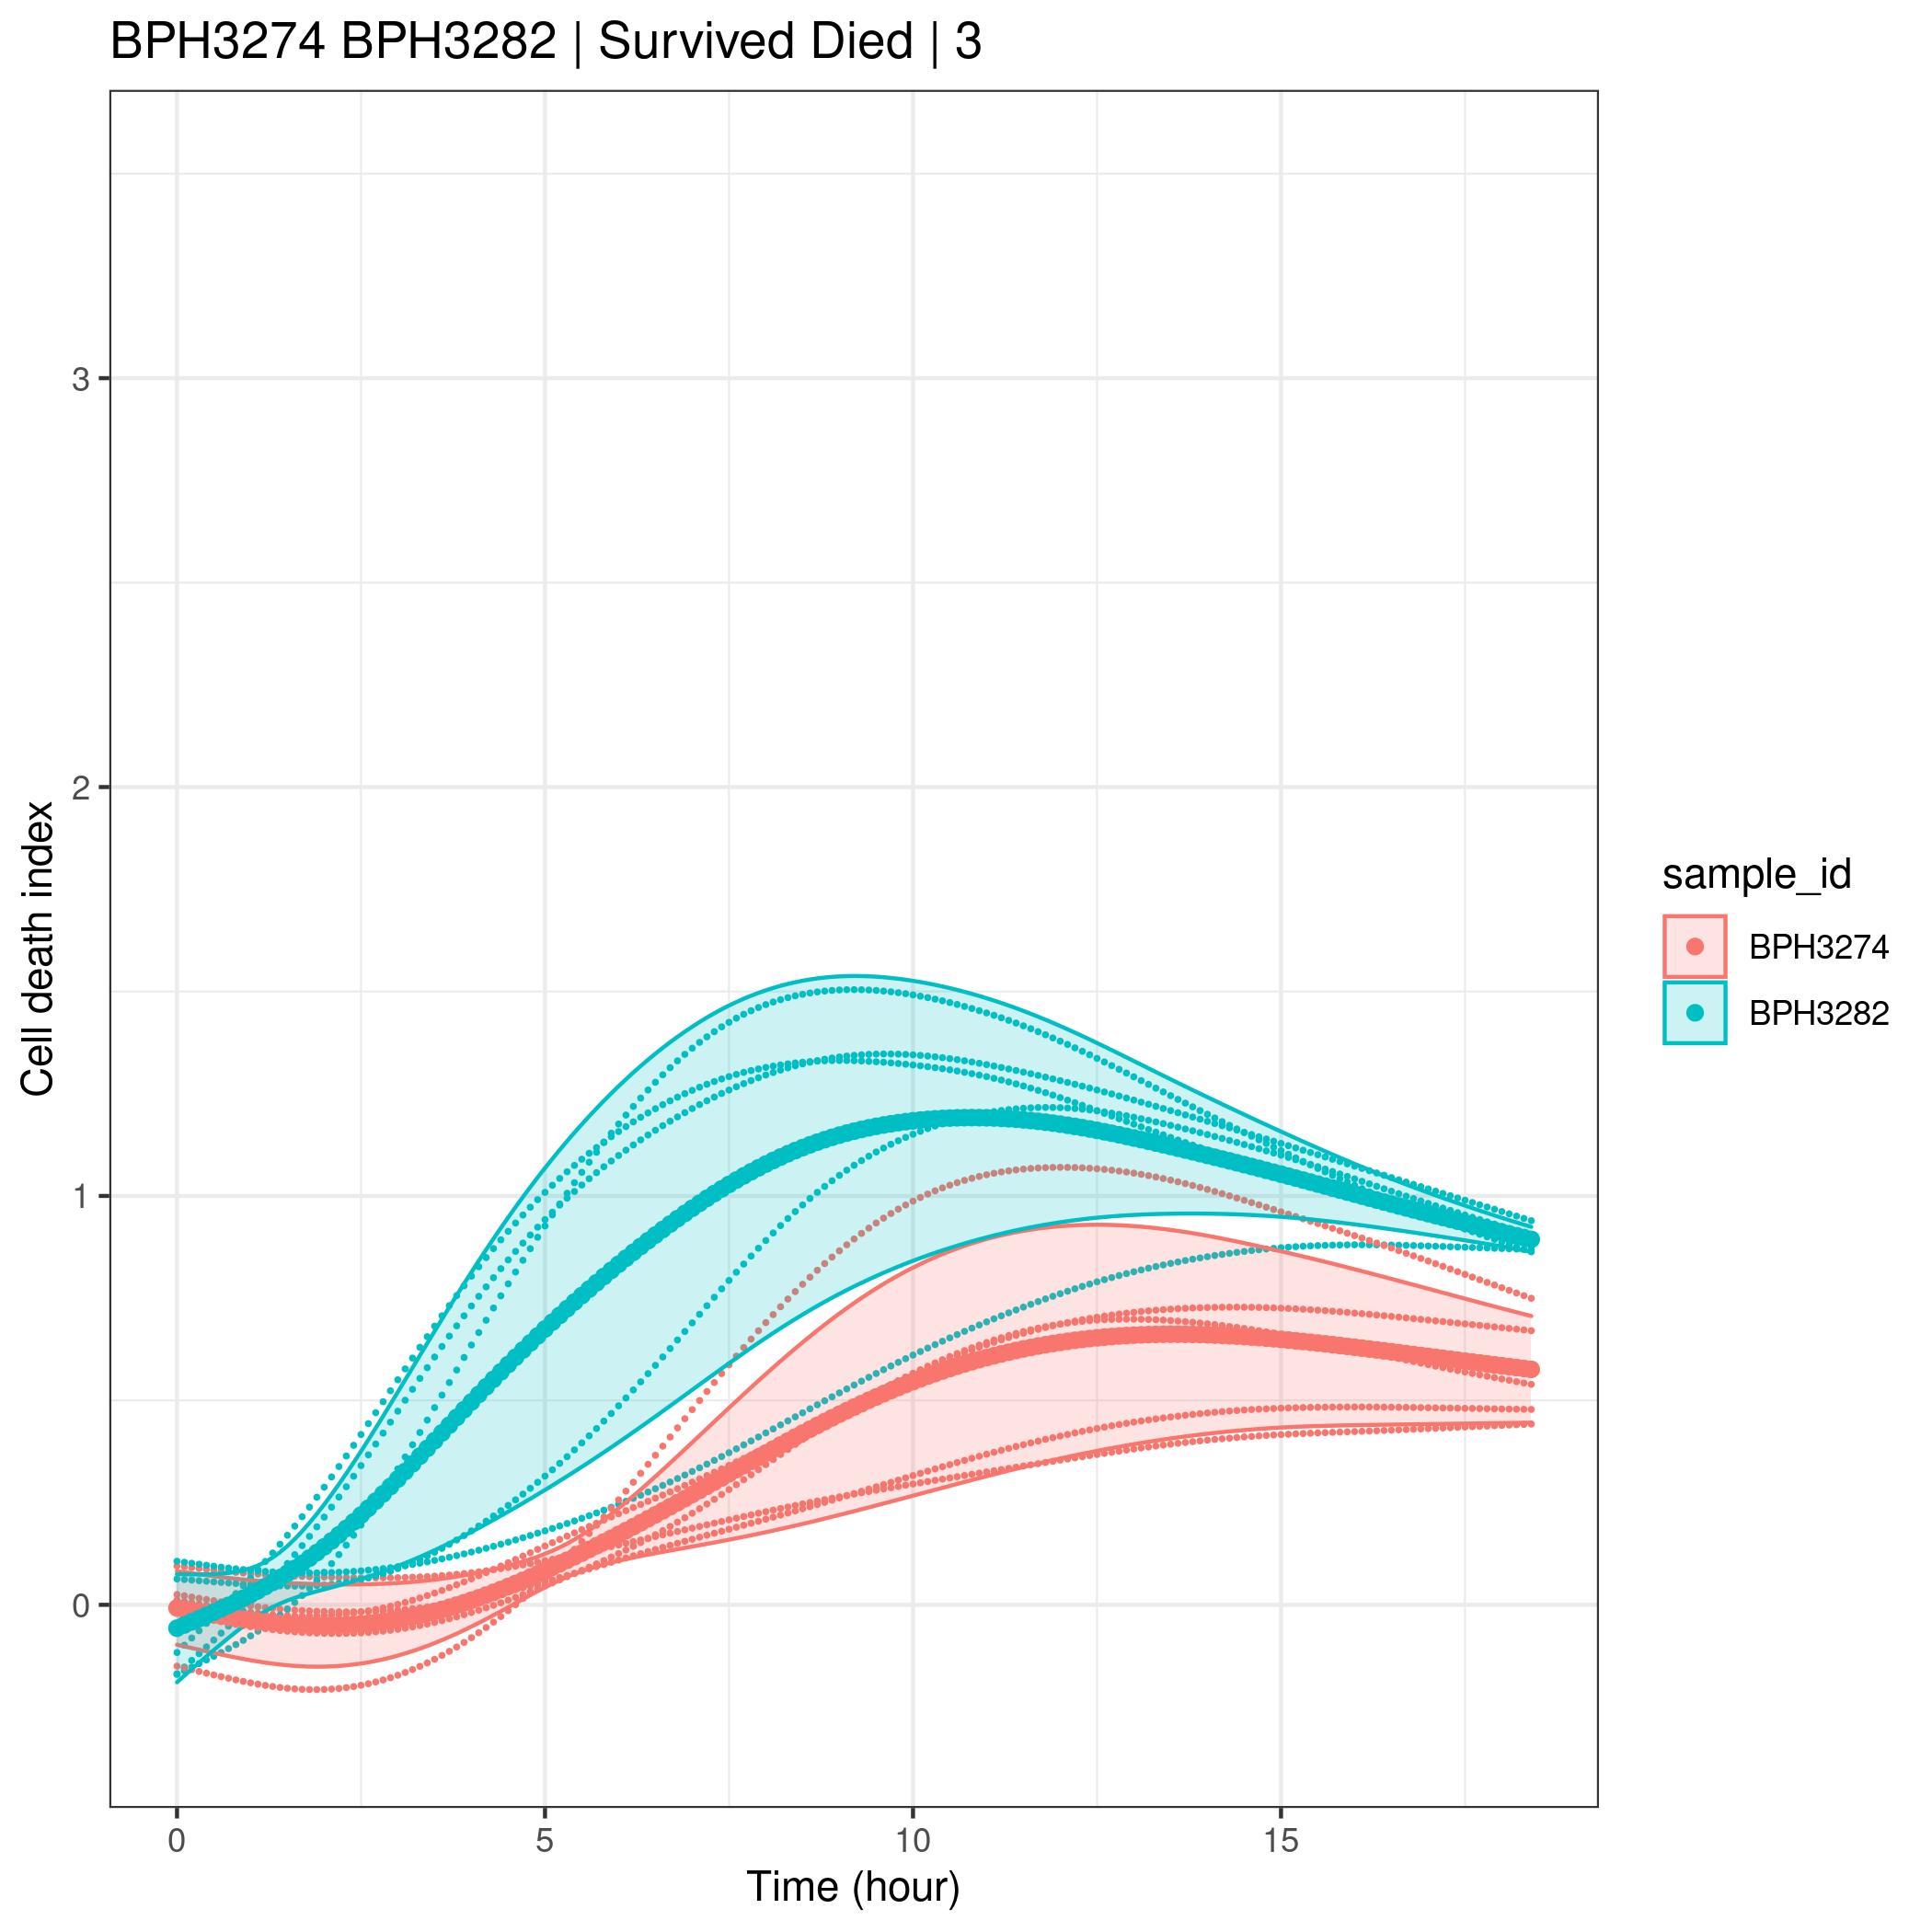 BPH3274 BPH3282 | Survived Died | 3
3
2
1
0
Cell death index
0 5 10 15
Time (hour)
sample_id
BPH3274
BPH3282